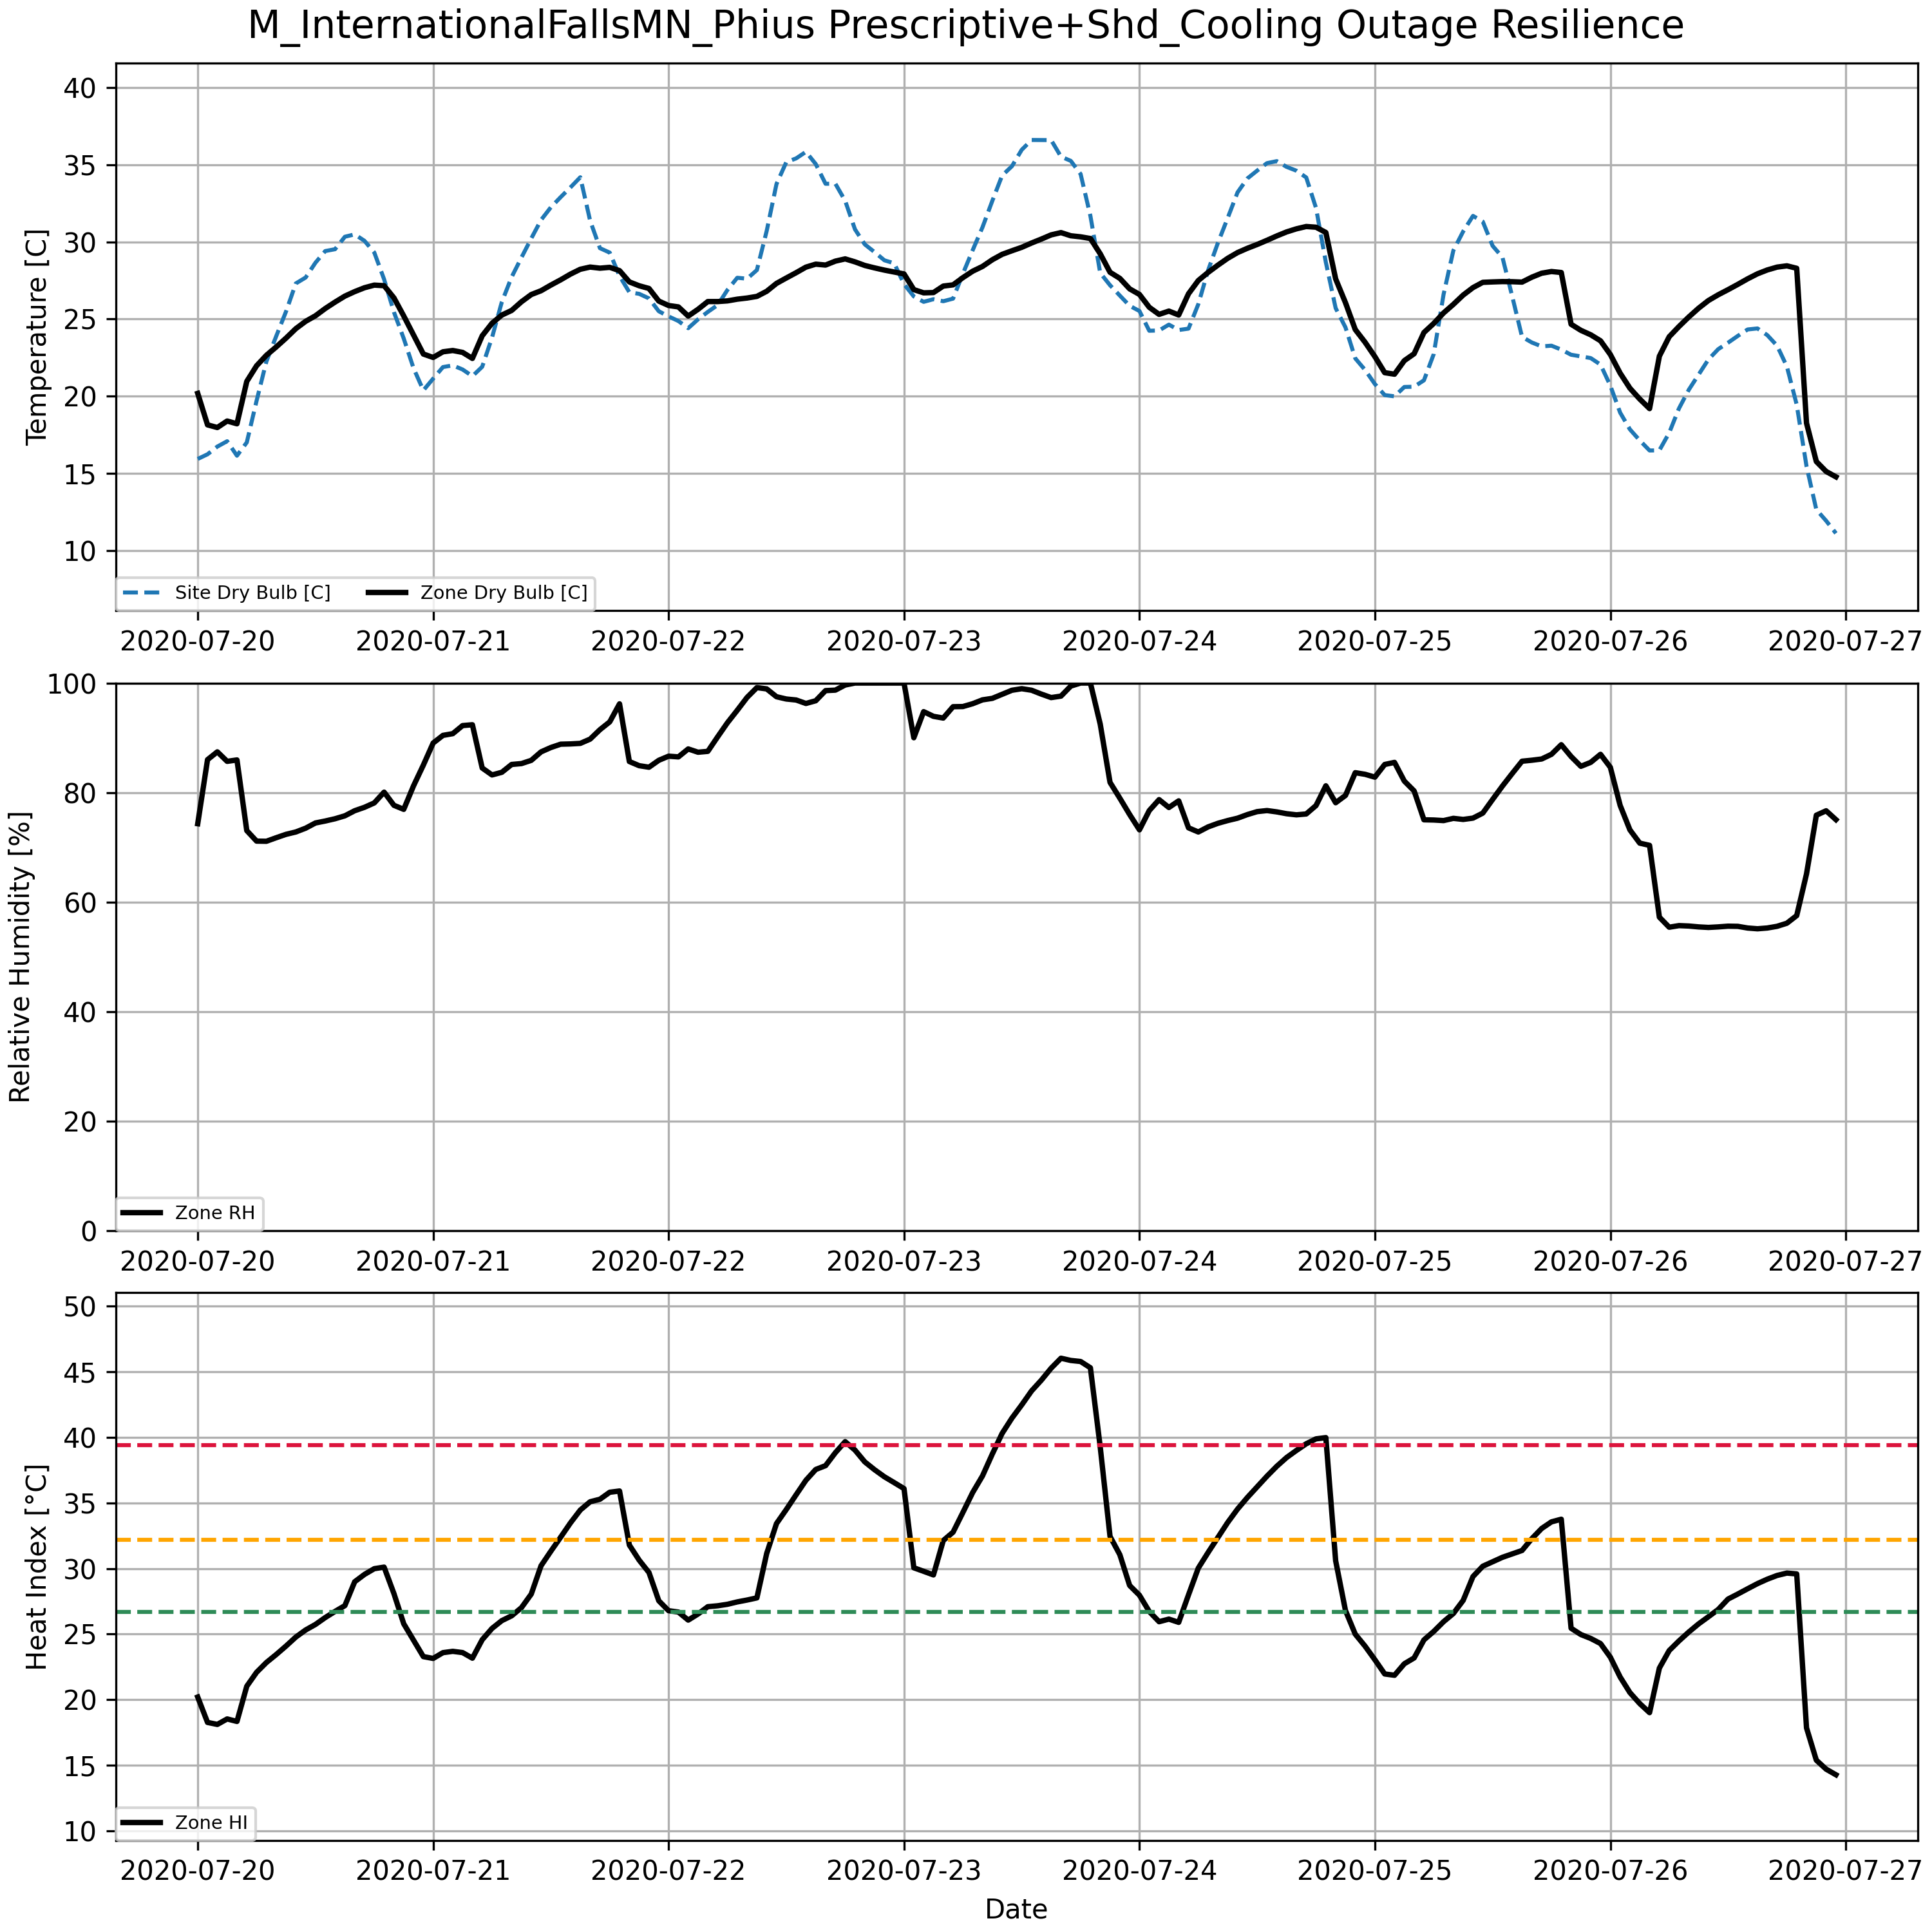 M_InternationalFallsMN_Phius Prescriptive+Shd_Cooling Outage Resilience
Temperature [C]
40
35
30
25
20
15
10
Site Dry Bulb [C] Zone Dry Bulb [C]
2020-07-20 2020-07-21 2020-07-22 2020-07-23 2020-07-24 2020-07-25 2020-07-26 2020-07-27
Relative Humidity [%]
100
80
60
40
20
0
Zone RH
2020-07-20 2020-07-21 2020-07-22 2020-07-23 2020-07-24 2020-07-25 2020-07-26 2020-07-27
Heat Index [°C]
50
45
40
35
30
25
20
15
10
Zone HI
2020-07-20 2020-07-21 2020-07-22 2020-07-23 2020-07-24 2020-07-25 2020-07-26 2020-07-27
Date